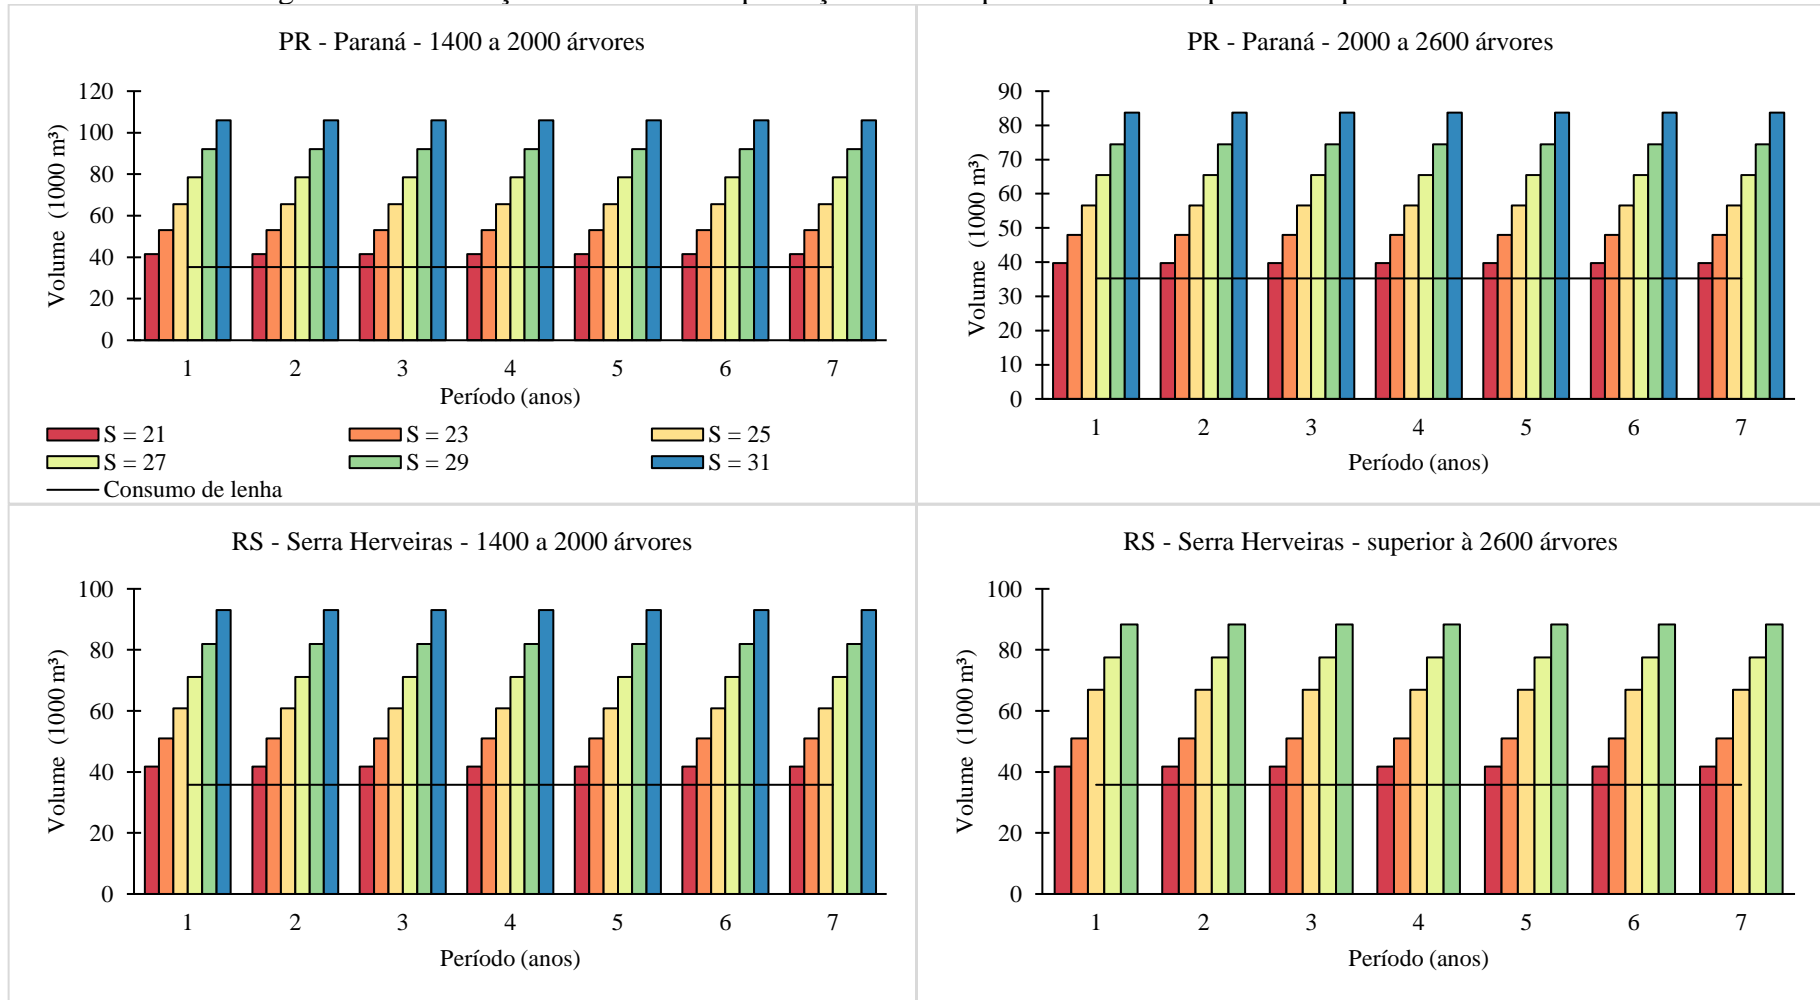 PR - Paraná - 1400 a 2000 árvores
120
100
80
60
40
20
0
Volume (1000 m³)
1 2 3 4 5 6 7
Período (anos)
S = 21 S = 23 S = 25
S = 27 S = 29 S = 31
Consumo de lenha
PR - Paraná - 2000 a 2600 árvores
90
80
70
60
50
40
30
20
10
0
Volume (1000 m³)
1 2 3 4 5 6 7
Período (anos)
RS - Serra Herveiras - 1400 a 2000 árvores
100
80
60
40
20
0
Volume (1000 m³)
1 2 3 4 5 6 7
Período (anos)
RS - Serra Herveiras - superior à 2600 árvores
100
80
60
40
20
0
Volume (1000 m³)
1 2 3 4 5 6 7
Período (anos)